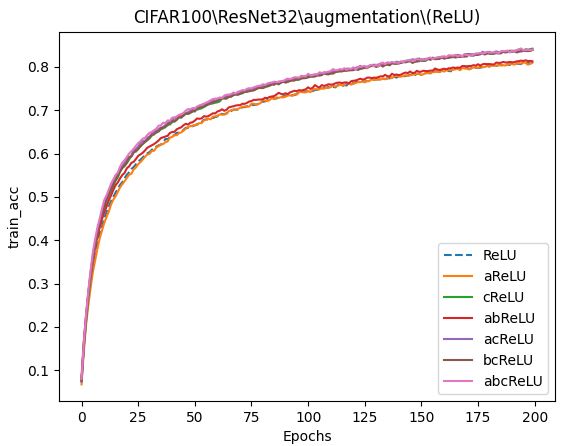 CIFAR100\ResNet32\augmentation\(ReLU)
train_acc
0.8
0.7
0.6
0.5
0.4
0.3
0.2
0.1
ReLU
aReLU
cReLU
abReLU
acReLU
bcReLU
abcReLU
0 25 50 75 100 125 150 175 200
Epochs